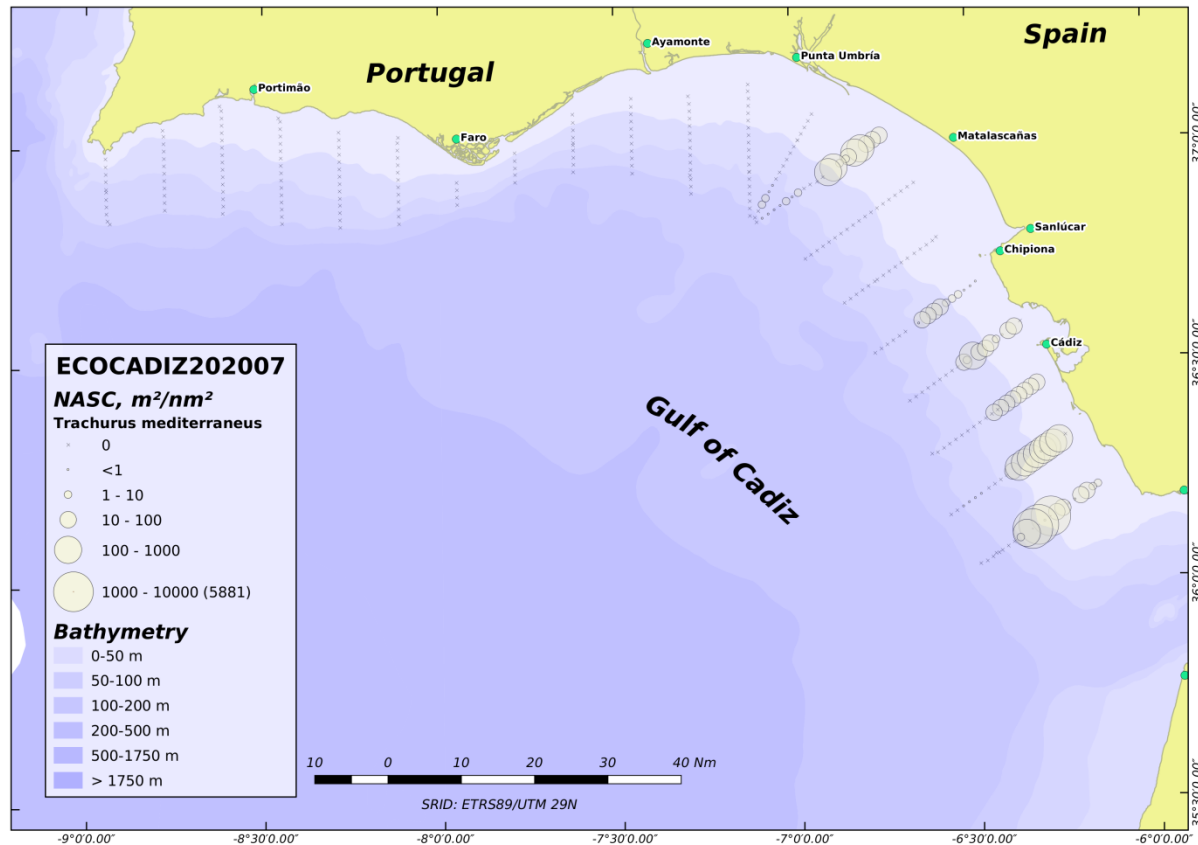 Spain
Ayamonte
Punta Umbría
Portugal
Portimão
Faro
Matalascañas
37°0'0.00"
Sanlúcar
Chipiona
Cádiz
36°30'0.00"
Gulf of Cadiz
36°0'0.00"
35°30'0.00"
ECOCADIZ202007
NASC, m²/nm²
Trachurus mediterraneus
0
<1
1 - 10
10 - 100
100 - 1000
1000 - 10000 (5881)
Bathymetry
0-50 m
50-100 m
100-200 m
200-500 m
500-1750 m
> 1750 m
10 0 10 20 30 40 Nm
SRID: ETRS89/UTM 29N
-9°0'0.00" -8°30'0.00" -8°0'0.00" -7°30'0.00" -7°0'0.00" -6°30'0.00" -6°0'0.00"